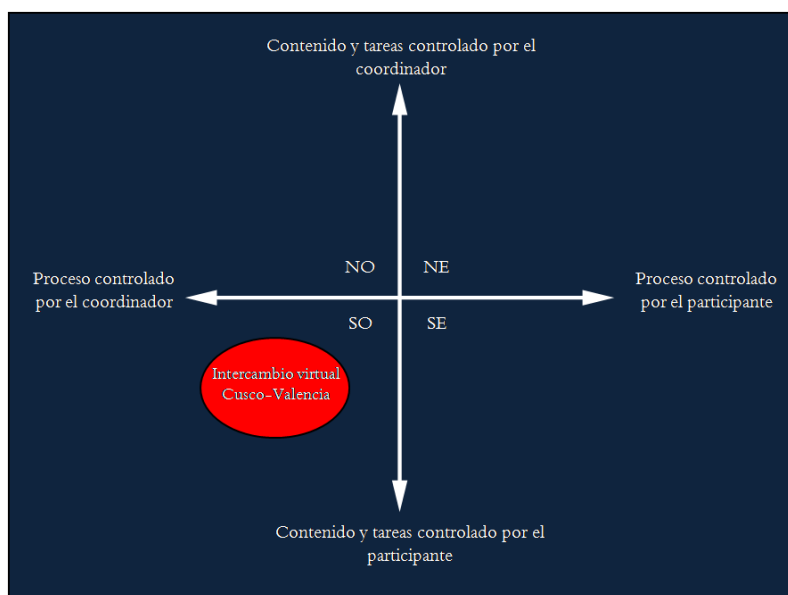 Contenido y tareas controlado por el
coordinador
NO
NE
Proceso controlado
por el coordinador
Proceso controlado
por el participante
SO
SE
Intercambio virtual
Cusco-Valencia
Contenido y tareas controlado por el
participante